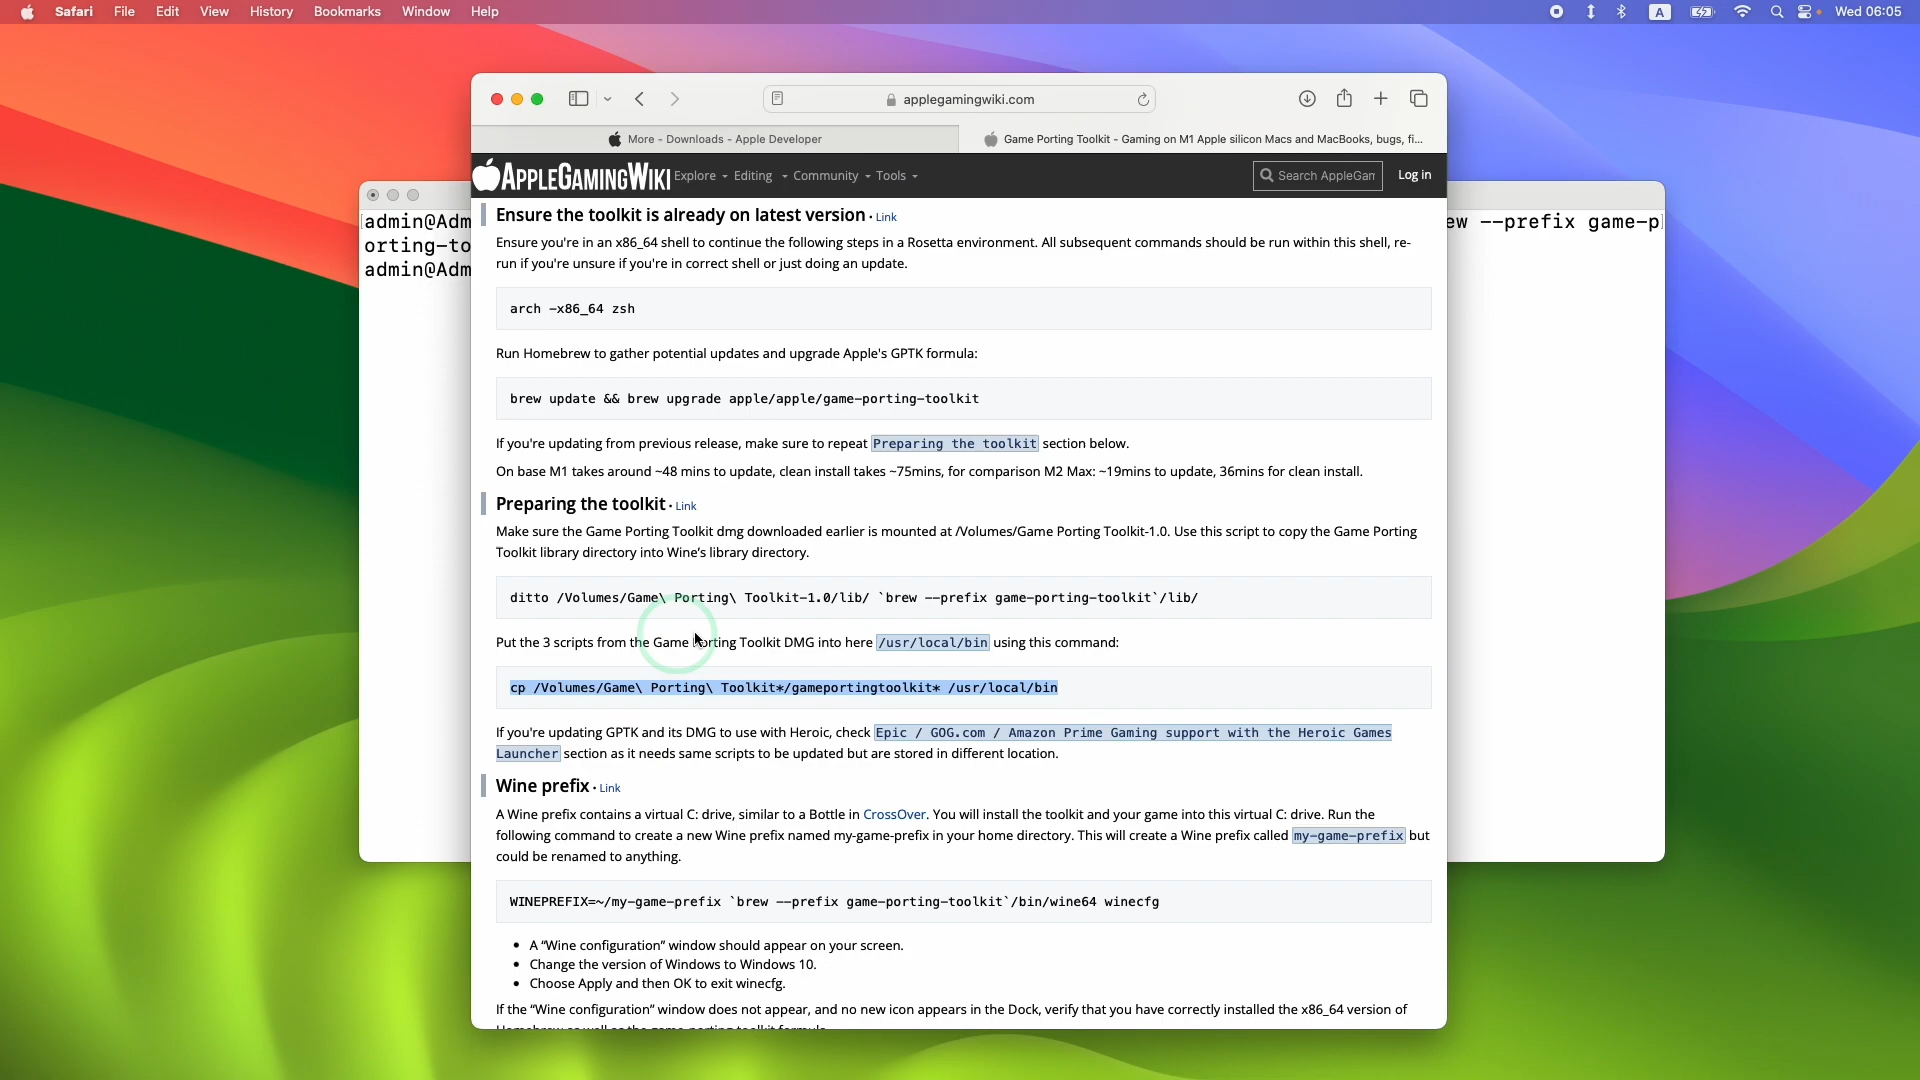 Safari File Edit View History Bookmarks Window Help
A
Wed 06:05
applegamingwiki.com
More - Downloads - Apple Developer
Game Porting Toolkit - Gaming on M1 Apple silicon Macs and MacBooks, bugs, fi...
APPLEGAMINGWIKI Explore Editing Community Tools
Search AppleGam
Log in
admin@Adm
orting-to
admin@Adm
ew --prefix game-p
Ensure the toolkit is already on latest version · Link
Ensure you're in an x86_64 shell to continue the following steps in a Rosetta environment. All subsequent commands should be run within this shell, re-
run if you're unsure if you're in correct shell or just doing an update.
arch -x86_64 zsh
Run Homebrew to gather potential updates and upgrade Apple's GPTK formula:
brew update && brew upgrade apple/apple/game-porting-toolkit
If you're updating from previous release, make sure to repeat Preparing the toolkit section below.
On base M1 takes around ~48 mins to update, clean install takes ~75mins, for comparison M2 Max: ~19mins to update, 36mins for clean install.
Preparing the toolkit · Link
Make sure the Game Porting Toolkit dmg downloaded earlier is mounted at /Volumes/Game Porting Toolkit-1.0. Use this script to copy the Game Porting
Toolkit library directory into Wine's library directory.
ditto /Volumes/Game\ Porting\ Toolkit-1.0/lib/ `brew --prefix game-porting-toolkit`/lib/
Put the 3 scripts from the Game Porting Toolkit DMG into here /usr/local/bin using this command:
cp /Volumes/Game\ Porting\ Toolkit*/gameportingtoolkit* /usr/local/bin
If you're updating GPTK and its DMG to use with Heroic, check Epic / GOG.com / Amazon Prime Gaming support with the Heroic Games
Launcher section as it needs same scripts to be updated but are stored in different location.
Wine prefix · Link
A Wine prefix contains a virtual C: drive, similar to a Bottle in CrossOver. You will install the toolkit and your game into this virtual C: drive. Run the
following command to create a new Wine prefix named my-game-prefix in your home directory. This will create a Wine prefix called my-game-prefix but
could be renamed to anything.
WINEPREFIX=~/my-game-prefix `brew --prefix game-porting-toolkit`/bin/wine64 winecfg
• A “Wine configuration” window should appear on your screen.
• Change the version of Windows to Windows 10.
• Choose Apply and then OK to exit winecfg.
If the “Wine configuration” window does not appear, and no new icon appears in the Dock, verify that you have correctly installed the x86_64 version of